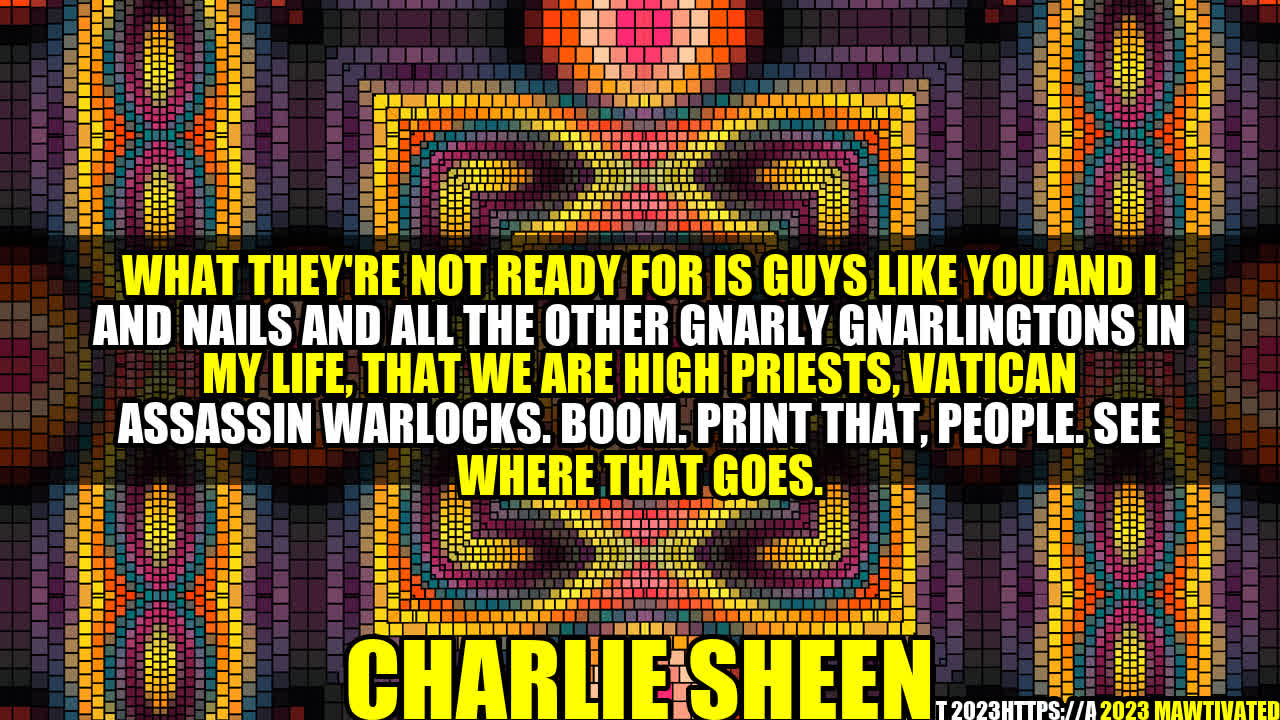 WHAT THEY'RE NOT READY FOR IS GUYS LIKE YOU AND I
AND NAILS AND ALL THE OTHER GNARLY GNARLINGTONS IN
MY LIFE, THAT WE ARE HIGH PRIESTS, VATICAN
ASSASSIN WARLOCKS. BOOM. PRINT THAT, PEOPLE. SEE
WHERE THAT GOES.
CHARLIE SHEEN
T 2023HTTPS://A 2023 MAWTIVATED